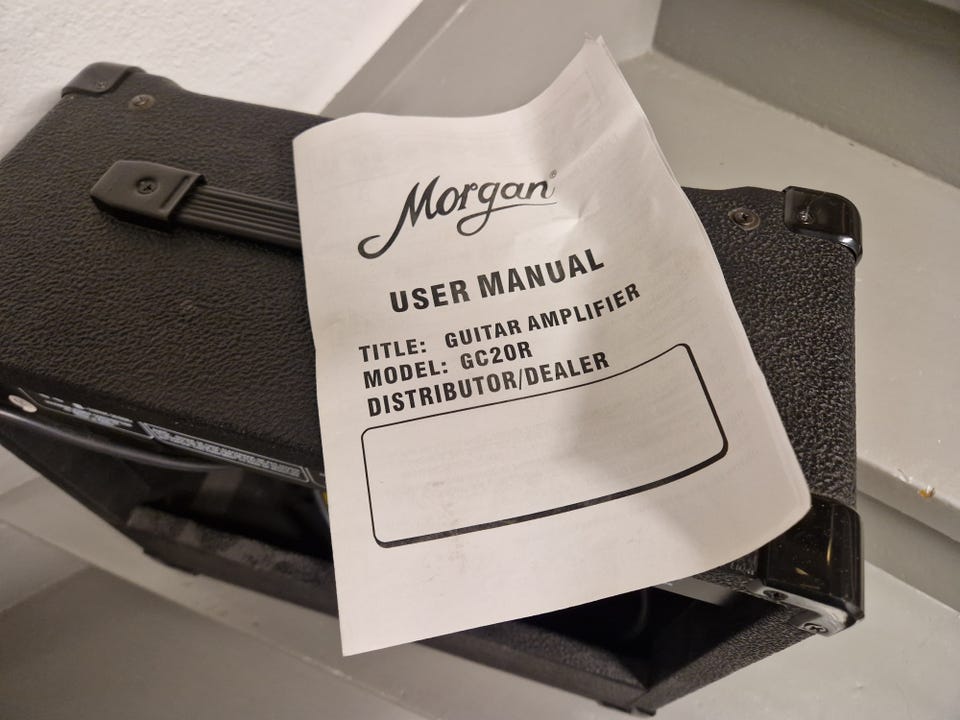 Morgan®
USER MANUAL
TITLE: GUITAR AMPLIFIER
MODEL: GC20R
DISTRIBUTOR/DEALER